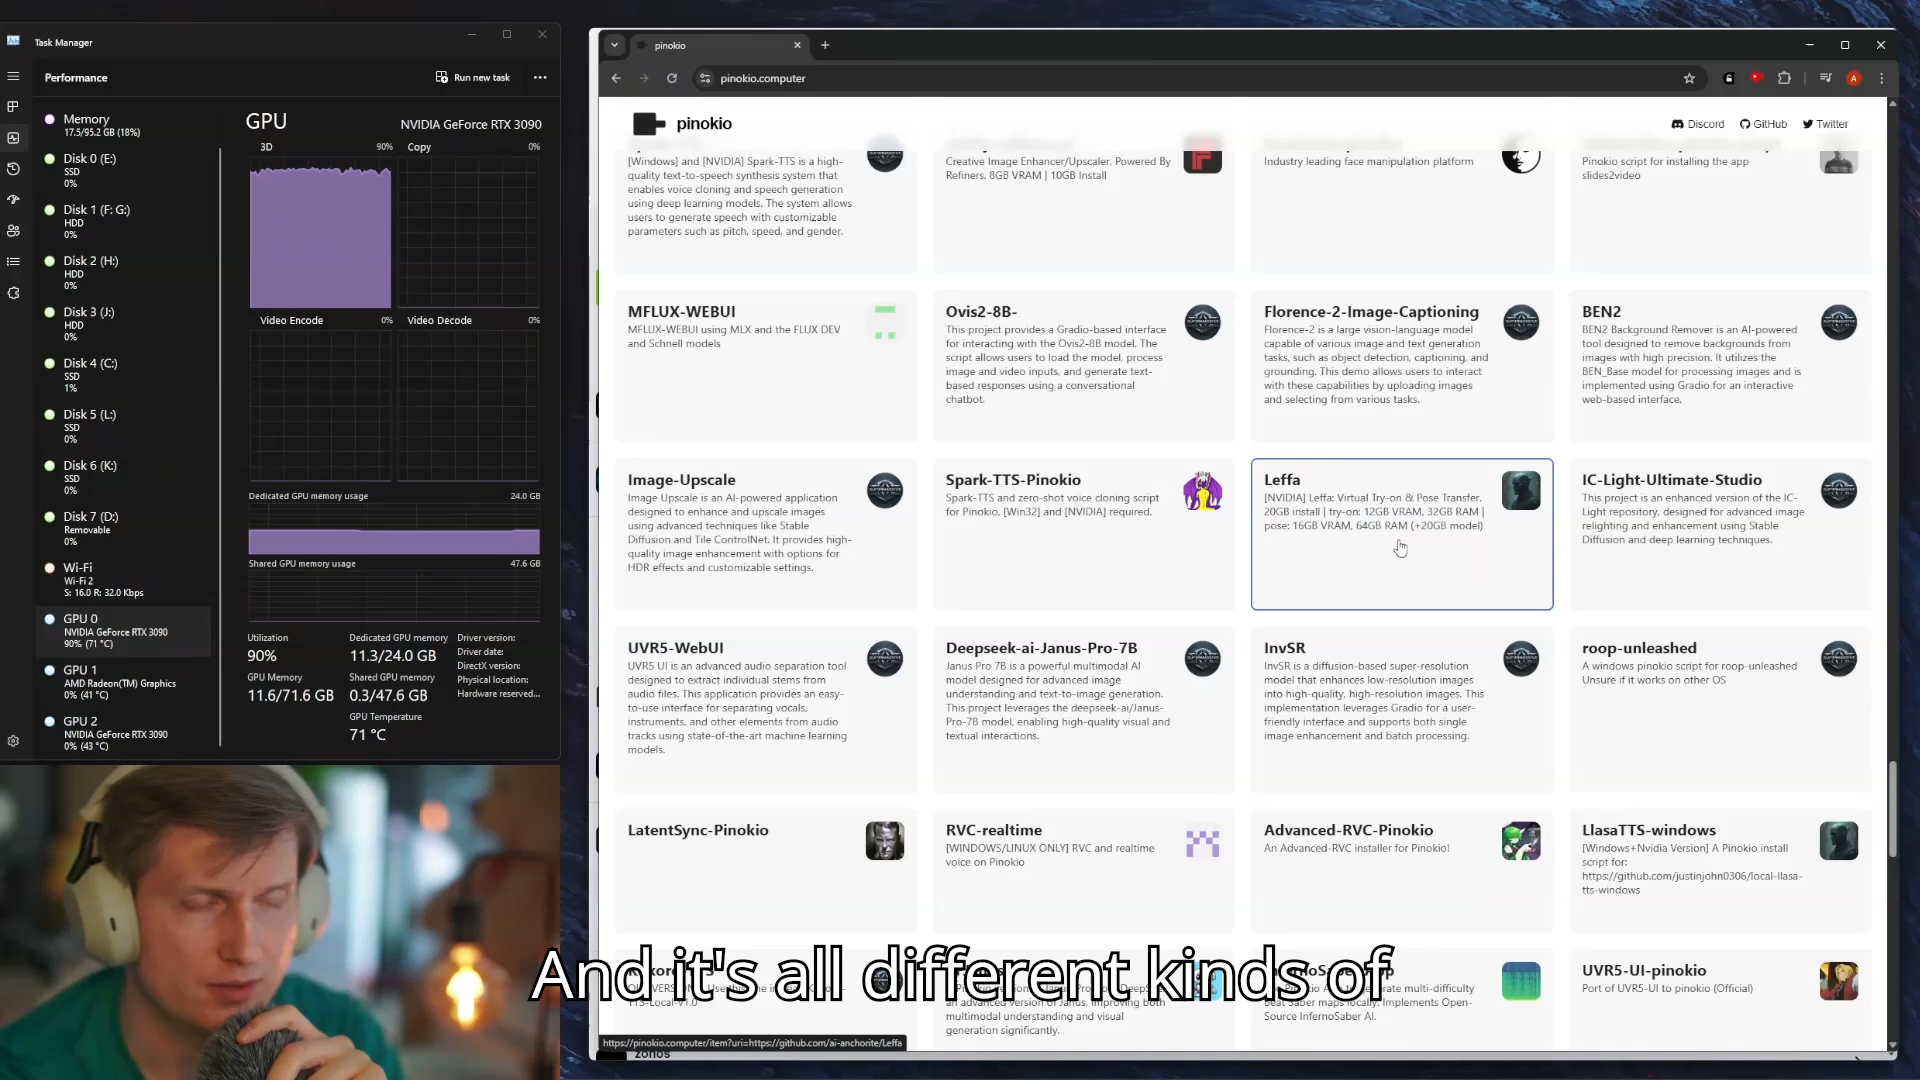 Task Manager
Performance
Run new task
Memory
17.5/95.2 GB (18%)
Disk 0 (E:)
SSD
0%
Disk 1 (F: G:)
HDD
0%
Disk 2 (H:)
HDD
0%
Disk 3 (J:)
HDD
0%
Disk 4 (C:)
SSD
1%
Disk 5 (L:)
SSD
0%
Disk 6 (K:)
SSD
0%
Disk 7 (D:)
Removable
0%
Wi-Fi
Wi-Fi 2
S: 16.0 R: 32.0 Kbps
GPU 0
NVIDIA GeForce RTX 3090
90% (71 °C)
GPU 1
AMD Radeon(TM) Graphics
0% (41 °C)
GPU 2
NVIDIA GeForce RTX 3090
0% (43 °C)
GPU
NVIDIA GeForce RTX 3090
3D 90%
Copy 0%
Video Encode 0%
Video Decode 0%
Dedicated GPU memory usage 24.0 GB
Shared GPU memory usage 47.6 GB
Utilization
90%
GPU Memory
11.6/71.6 GB
Dedicated GPU memory
11.3/24.0 GB
Shared GPU memory
0.3/47.6 GB
GPU Temperature
71 °C
Driver version:
Driver date:
DirectX version:
Physical location:
Hardware reserved...
pinokio
pinokio.computer
A
pinokio
Discord
GitHub
Twitter
[Windows] and [NVIDIA] Spark-TTS is a high-
quality text-to-speech synthesis system that
enables voice cloning and speech generation
using deep learning models. The system allows
users to generate speech with customizable
parameters such as pitch, speed, and gender.
Creative Image Enhancer/Upscaler. Powered By
Refiners. 8GB VRAM | 10GB Install
Industry leading face manipulation platform
Pinokio script for installing the app
slides2video
MFLUX-WEBUI
MFLUX-WEBUI using MLX and the FLUX DEV
and Schnell models
Ovis2-8B-
This project provides a Gradio-based interface
for interacting with the Ovis2-8B model. The
script allows users to load the model, process
image and video inputs, and generate text-
based responses using a conversational
chatbot.
Florence-2-Image-Captioning
Florence-2 is a large vision-language model
capable of various image and text generation
tasks, such as object detection, captioning, and
grounding. This demo allows users to interact
with these capabilities by uploading images
and selecting from various tasks.
BEN2
BEN2 Background Remover is an AI-powered
tool designed to remove backgrounds from
images with high precision. It utilizes the
BEN_Base model for processing images and is
implemented using Gradio for an interactive
web-based interface.
Image-Upscale
Image Upscale is an AI-powered application
designed to enhance and upscale images
using advanced techniques like Stable
Diffusion and Tile ControlNet. It provides high-
quality image enhancement with options for
HDR effects and customizable settings.
Spark-TTS-Pinokio
Spark-TTS and zero-shot voice cloning script
for Pinokio, [Win32] and [NVIDIA] required.
Leffa
[NVIDIA] Leffa: Virtual Try-on & Pose Transfer.
20GB install | try-on: 12GB VRAM, 32GB RAM |
pose: 16GB VRAM, 64GB RAM (+20GB model)
IC-Light-Ultimate-Studio
This project is an enhanced version of the IC-
Light repository, designed for advanced image
relighting and enhancement using Stable
Diffusion and deep learning techniques.
UVR5-WebUI
UVR5 UI is an advanced audio separation tool
designed to extract individual stems from
audio files. This application provides an easy-
to-use interface for separating vocals,
instruments, and other elements from audio
tracks using state-of-the-art machine learning
models.
Deepseek-ai-Janus-Pro-7B
Janus Pro 7B is a powerful multimodal AI
model designed for advanced image
understanding and text-to-image generation.
This project leverages the deepseek-ai/Janus-
Pro-7B model, enabling high-quality visual and
textual interactions.
InvSR
InvSR is a diffusion-based super-resolution
model that enhances low-resolution images
into high-quality, high-resolution images. This
implementation leverages Gradio for a user-
friendly interface and supports both single
image enhancement and batch processing.
roop-unleashed
A windows pinokio script for roop-unleashed
Unsure if it works on other OS
LatentSync-Pinokio
RVC-realtime
[WINDOWS/LINUX ONLY] RVC and realtime
voice on Pinokio
Advanced-RVC-Pinokio
An Advanced-RVC installer for Pinokio!
LlasaTTS-windows
[Windows+Nvidia Version] A Pinokio install
script for:
https://github.com/justinjohn0306/local-llasa-
tts-windows
TTS-Local-v1.0
an advanced version of Janus, improving both
multimodal understanding and visual
generation significantly.
Beat Saber maps locally. Implements Open-
Source InfernoSaber AI.
UVR5-UI-pinokio
Port of UVR5-UI to pinokio (Official)
And it's all different kinds of
https://pinokio.computer/item?uri=https://github.com/ai-anchorite/Leffa
zonos